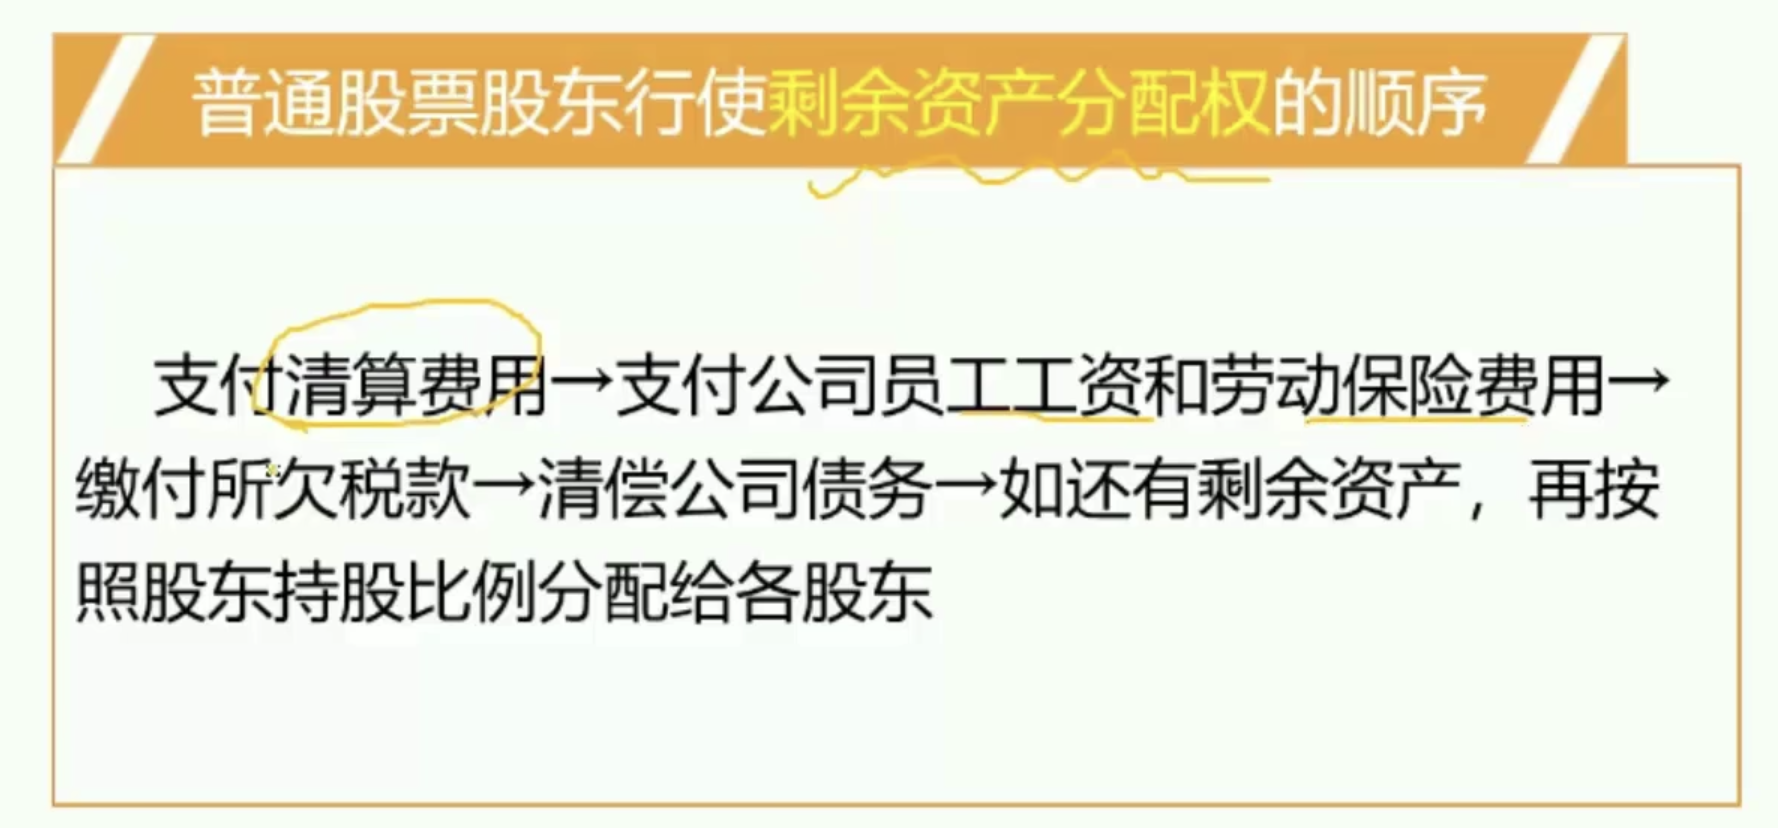 普通股票股东行使剩余资产分配权的顺序
支付清算费用→支付公司员工工资和劳动保险费用→
缴付所欠税款→清偿公司债务→如还有剩余资产，再按
照股东持股比例分配给各股东